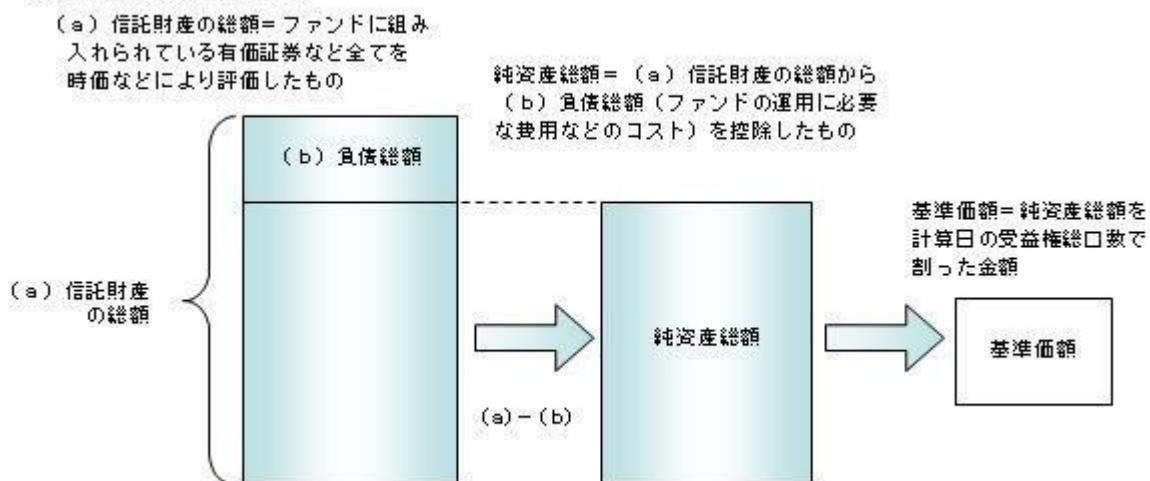 (a)信託財産の総額=ファンドに組み
入れられている有価証券など全てを
時価などにより評価したもの
純資産総額=(a)信託財産の総額から
(b)負債総額(ファンドの運用に必要
な費用などのコスト)を控除したもの
(b)負債総額
基準価額=純資産総額を
計算日の受益権総口数で
割った金額
(a)信託財産
の総額
純資産総額
基準価額
(a)-(b)